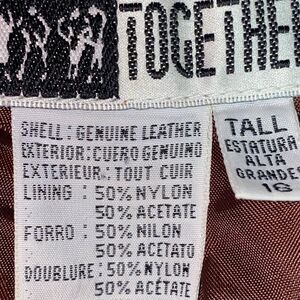 TOGETHE
SHELL: GENUINE LEATHER
EXTERIOR: CUERO GENUINO
EXTERIEUR: TOUT CUIR
LINING : 50% NYLON
50% ACETATE
FORRO : 50% NILON
50% ACETATO
DOUBLURE: 50% NYLON
50% ACÉTATE
TALL
ESTATURA
ALTA
GRANDE
16